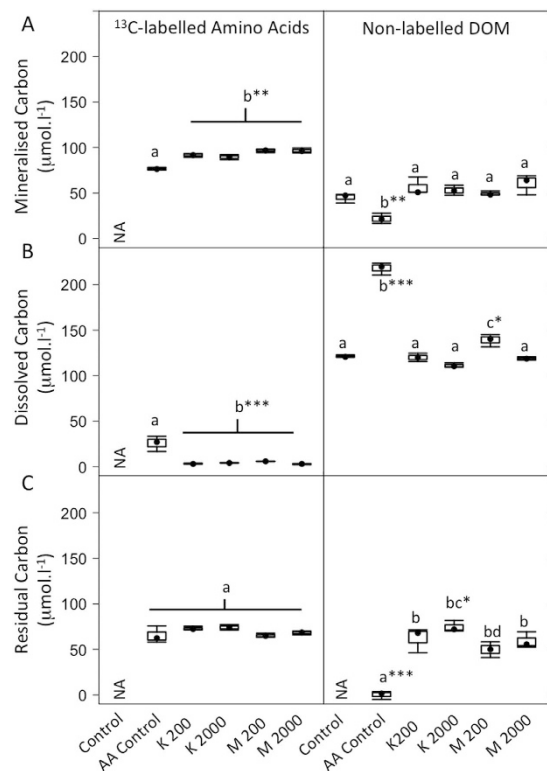 A
¹³C-labelled Amino Acids
Non-labelled DOM
Mineralised Carbon
(μmol.l⁻¹)
200
150
100
50
0
NA
a
b**
a
b**
a
a
a
a
B
Dissolved Carbon
(μmol.l⁻¹)
200
150
100
50
0
NA
a
b***
a
b***
a
a
c*
a
C
Residual Carbon
(μmol.l⁻¹)
200
150
100
50
0
NA
a
NA
a***
b
bc*
bd
b
Control
AA Control
K 200
K 2000
M 200
M 2000
Control
AA Control
K200
K 2000
M 200
M 2000